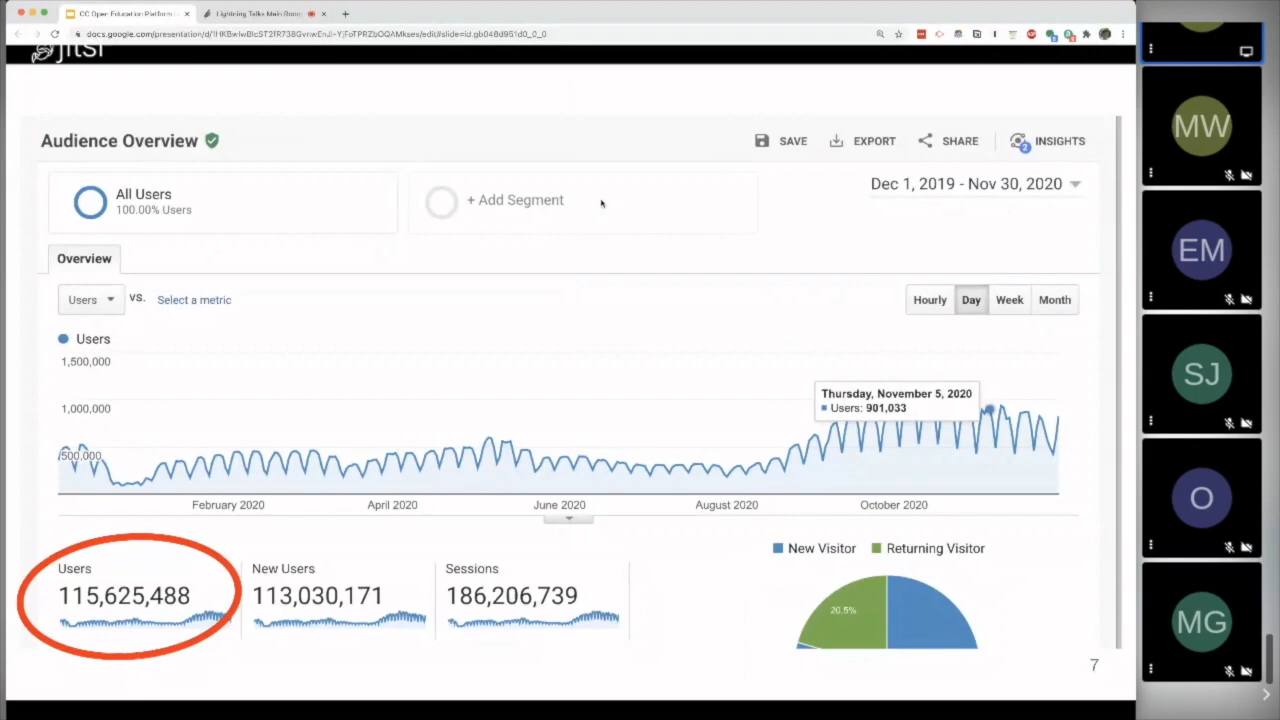 CC Open Education Platform
Lightning Talks Main Room
jitsi
Audience Overview
SAVE
EXPORT
SHARE
2
INSIGHTS
All Users
100.00% Users
+ Add Segment
Dec 1, 2019 - Nov 30, 2020
Overview
Users
vs.
Select a metric
Hourly
Day
Week
Month
Users
1,500,000
1,000,000
500,000
Thursday, November 5, 2020
Users: 901,033
February 2020
April 2020
June 2020
August 2020
October 2020
Users
115,625,488
New Users
113,030,171
Sessions
186,206,739
New Visitor
Returning Visitor
20.5%
7
MW
EM
SJ
O
MG